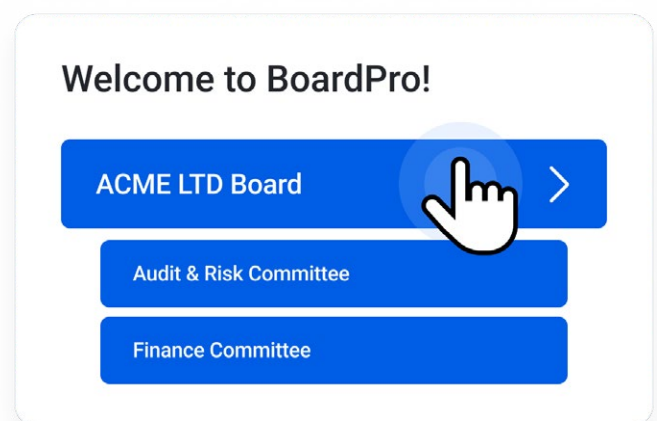 Welcome to BoardPro!
ACME LTD Board
Audit & Risk Committee
Finance Committee